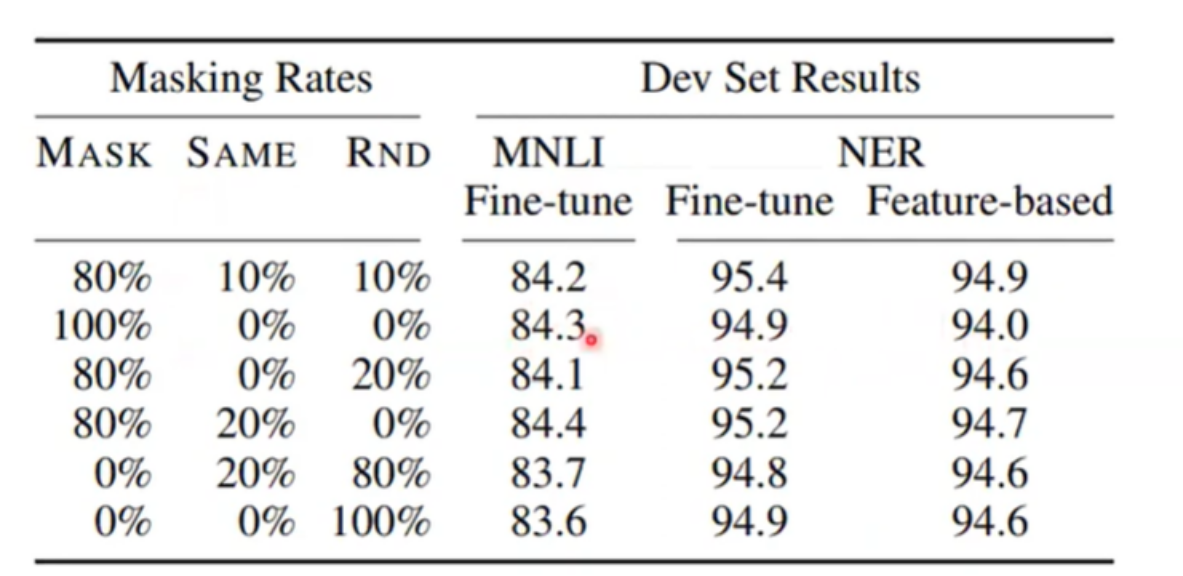 Masking Rates Dev Set Results
MASK SAME RND MNLI NER
Fine-tune Fine-tune Feature-based
80% 10% 10% 84.2 95.4 94.9
100% 0% 0% 84.3 94.9 94.0
80% 0% 20% 84.1 95.2 94.6
80% 20% 0% 84.4 95.2 94.7
0% 20% 80% 83.7 94.8 94.6
0% 0% 100% 83.6 94.9 94.6